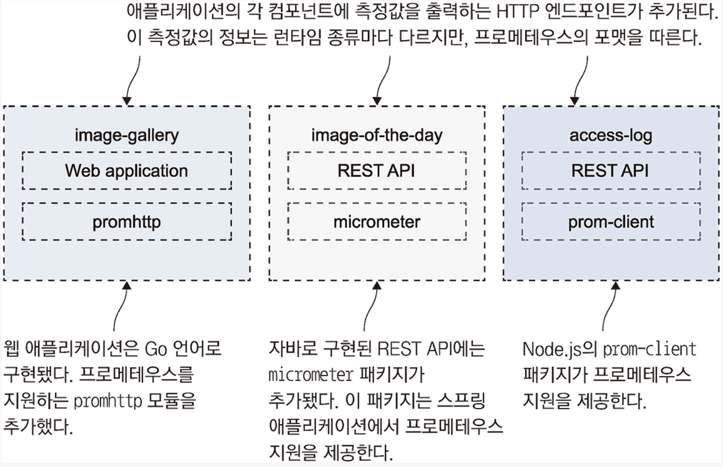 애플리케이션의 각 컴포넌트에 측정값을 출력하는 HTTP 엔드포인트가 추가된다.
이 측정값의 정보는 런타임 종류마다 다르지만, 프로메테우스의 포맷을 따른다.
image-gallery
Web application
promhttp
image-of-the-day
REST API
micrometer
access-log
REST API
prom-client
웹 애플리케이션은 Go 언어로
구현됐다. 프로메테우스를
지원하는 promhttp 모듈을
추가했다.
자바로 구현된 REST API에는
micrometer 패키지가
추가됐다. 이 패키지는 스프링
애플리케이션에서 프로메테우스
지원을 제공한다.
Node.js의 prom-client
패키지가 프로메테우스
지원을 제공한다.